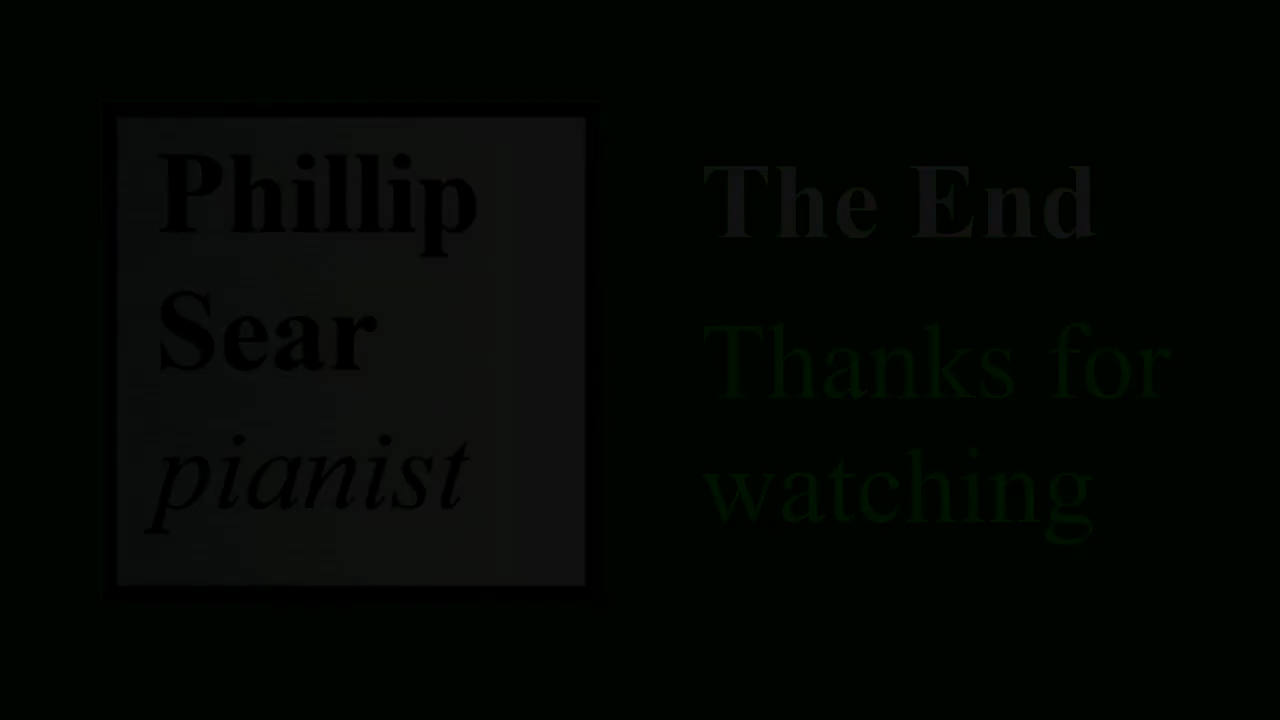 Phillip
Sear
pianist
The End
Thanks for
watching